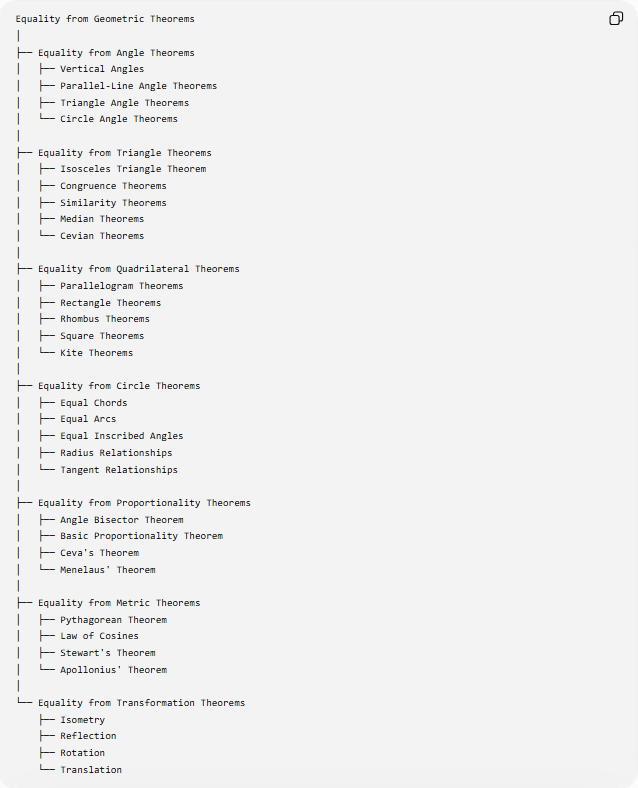 Equality from Geometric Theorems
│
├── Equality from Angle Theorems
│   ├── Vertical Angles
│   ├── Parallel-Line Angle Theorems
│   ├── Triangle Angle Theorems
│   └── Circle Angle Theorems
│
├── Equality from Triangle Theorems
│   ├── Isosceles Triangle Theorem
│   ├── Congruence Theorems
│   ├── Similarity Theorems
│   ├── Median Theorems
│   └── Cevian Theorems
│
├── Equality from Quadrilateral Theorems
│   ├── Parallelogram Theorems
│   ├── Rectangle Theorems
│   ├── Rhombus Theorems
│   ├── Square Theorems
│   └── Kite Theorems
│
├── Equality from Circle Theorems
│   ├── Equal Chords
│   ├── Equal Arcs
│   ├── Equal Inscribed Angles
│   ├── Radius Relationships
│   └── Tangent Relationships
│
├── Equality from Proportionality Theorems
│   ├── Angle Bisector Theorem
│   ├── Basic Proportionality Theorem
│   ├── Ceva's Theorem
│   └── Menelaus' Theorem
│
├── Equality from Metric Theorems
│   ├── Pythagorean Theorem
│   ├── Law of Cosines
│   ├── Stewart's Theorem
│   └── Apollonius' Theorem
│
└── Equality from Transformation Theorems
    ├── Isometry
    ├── Reflection
    ├── Rotation
    └── Translation